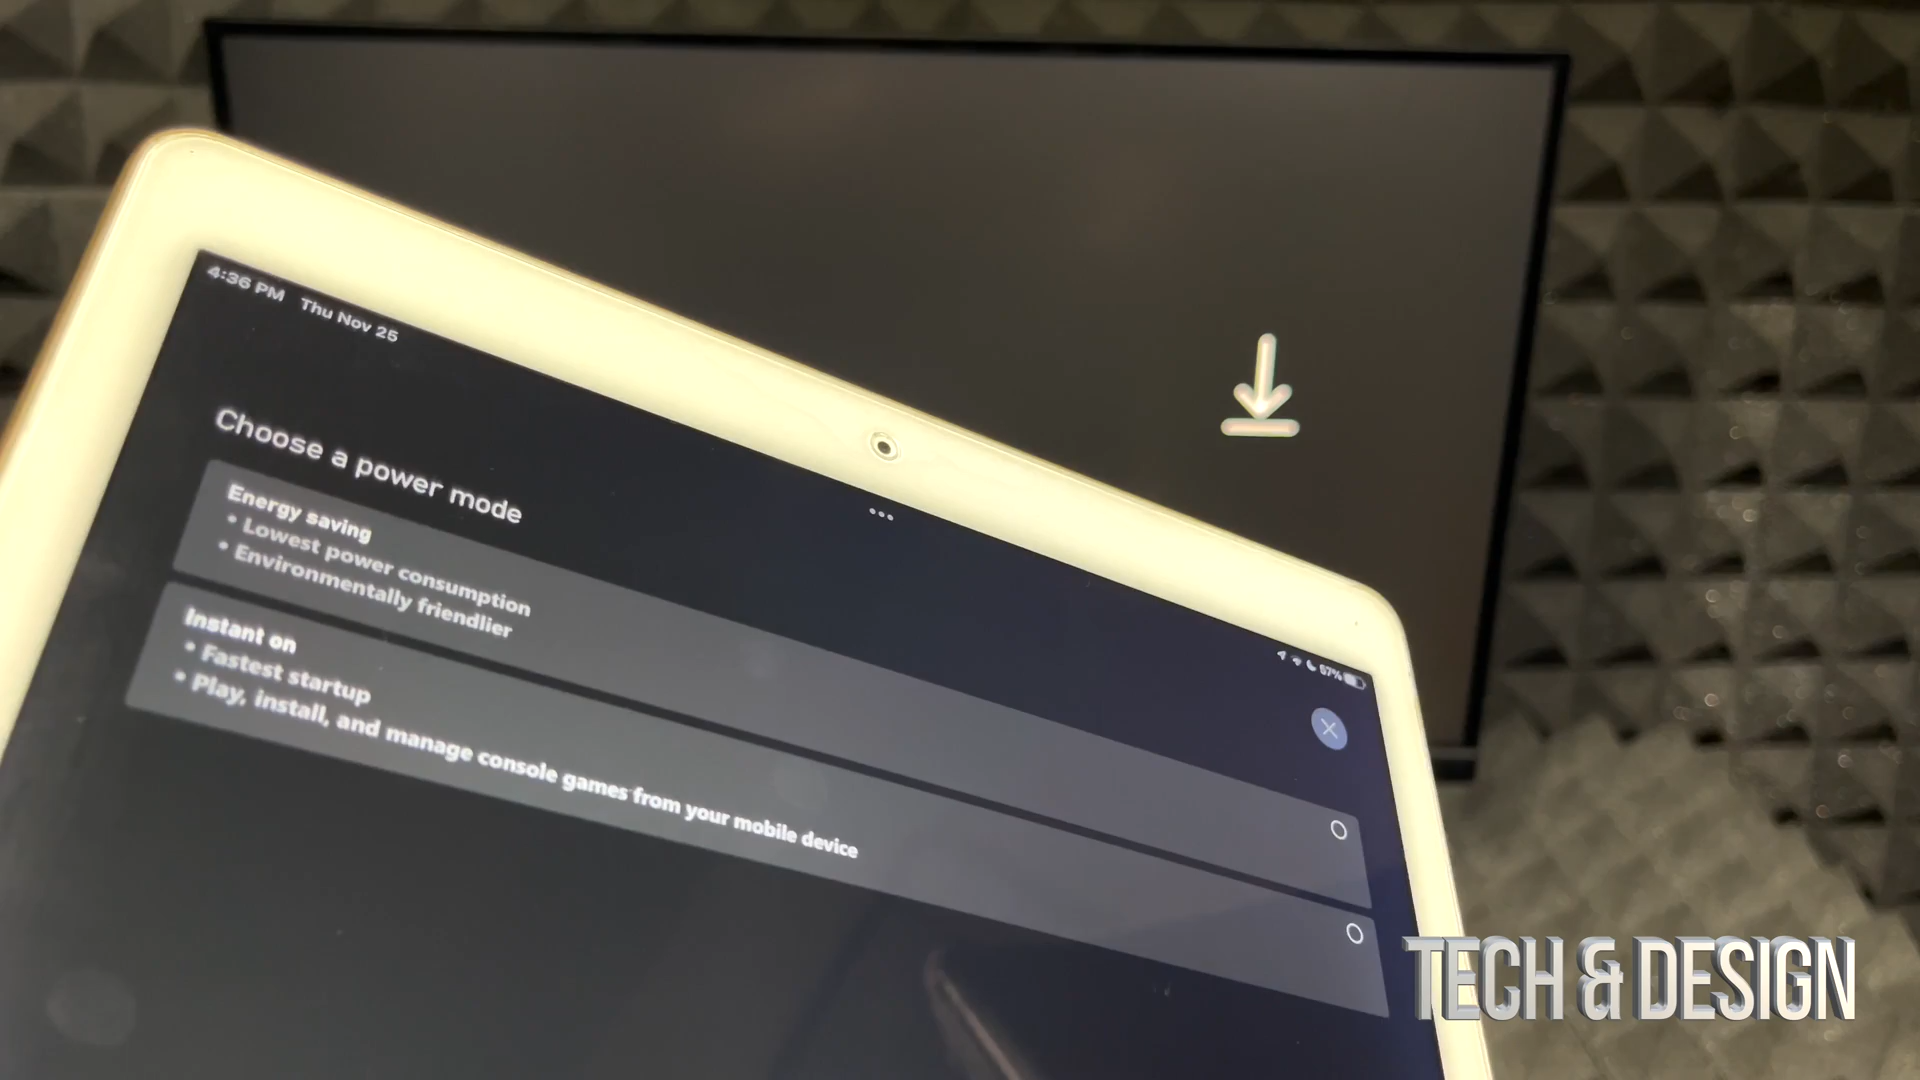 4:36 PM Thu Nov 25
67%
Choose a power mode
Energy saving
• Lowest power consumption
• Environmentally friendlier
Instant on
• Fastest startup
• Play, install, and manage console games from your mobile device
TECH & DESIGN